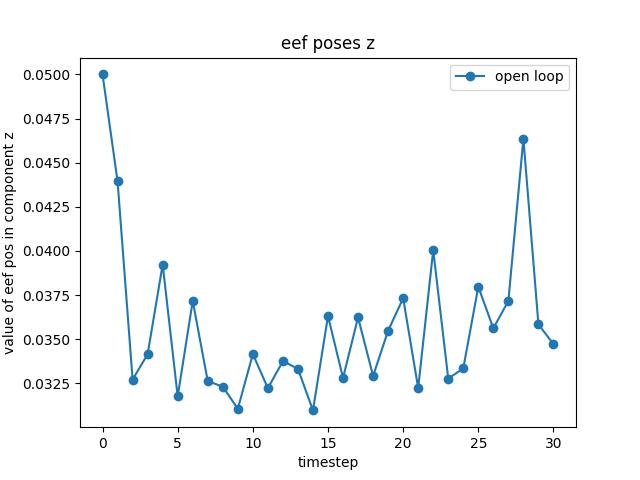 eef poses z
open loop
value of eef pos in component z
0.0500
0.0475
0.0450
0.0425
0.0400
0.0375
0.0350
0.0325
0 5 10 15 20 25 30
timestep